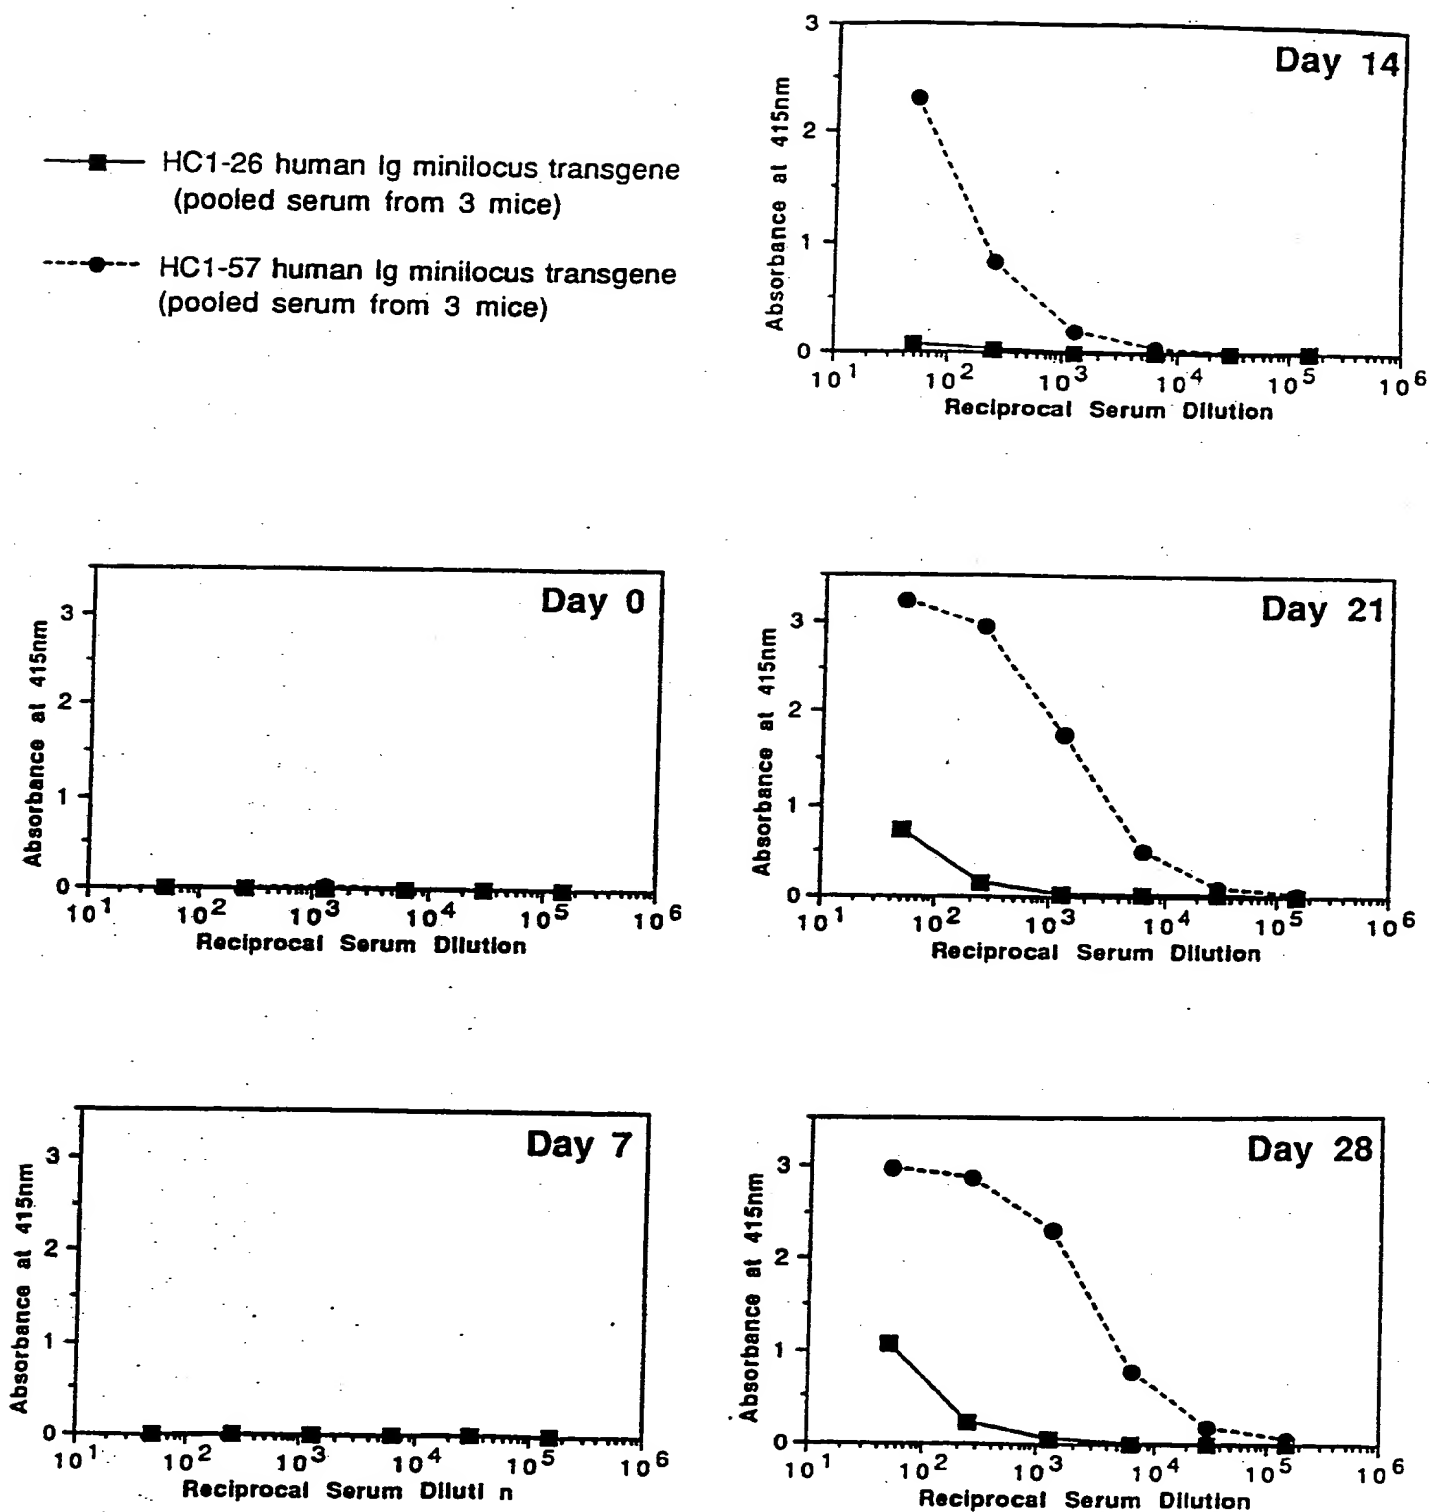 HC1-26 human Ig minilocus transgene
(pooled serum from 3 mice)
HC1-57 human Ig minilocus transgene
(pooled serum from 3 mice)
Day 14
Absorbance at 415nm
3
2
1
0
10¹ 10² 10³ 10⁴ 10⁵ 10⁶
Reciprocal Serum Dilution
Day 0
Absorbance at 415nm
3
2
1
0
10¹ 10² 10³ 10⁴ 10⁵ 10⁶
Reciprocal Serum Dilution
Day 21
Absorbance at 415nm
3
2
1
0
10¹ 10² 10³ 10⁴ 10⁵ 10⁶
Reciprocal Serum Dilution
Day 7
Absorbance at 415nm
3
2
1
0
10¹ 10² 10³ 10⁴ 10⁵ 10⁶
Reciprocal Serum Diluti n
Day 28
Absorbance at 415nm
3
2
1
0
10¹ 10² 10³ 10⁴ 10⁵ 10⁶
Reciprocal Serum Dilution